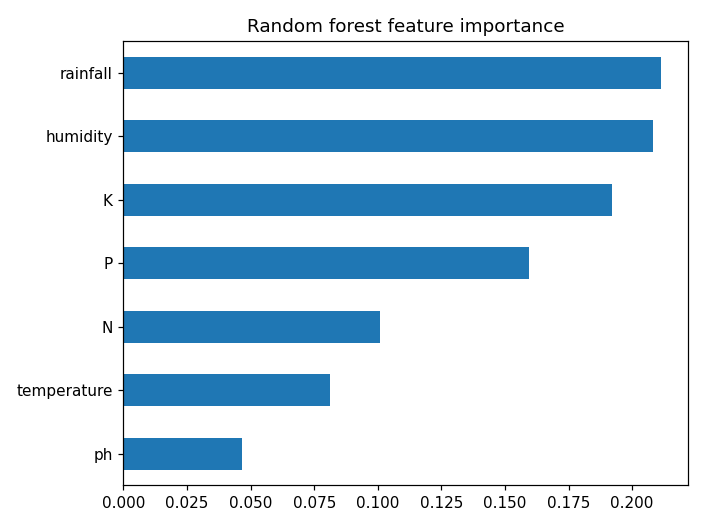 Random forest feature importance
rainfall
humidity
K
P
N
temperature
ph
0.000 0.025 0.050 0.075 0.100 0.125 0.150 0.175 0.200